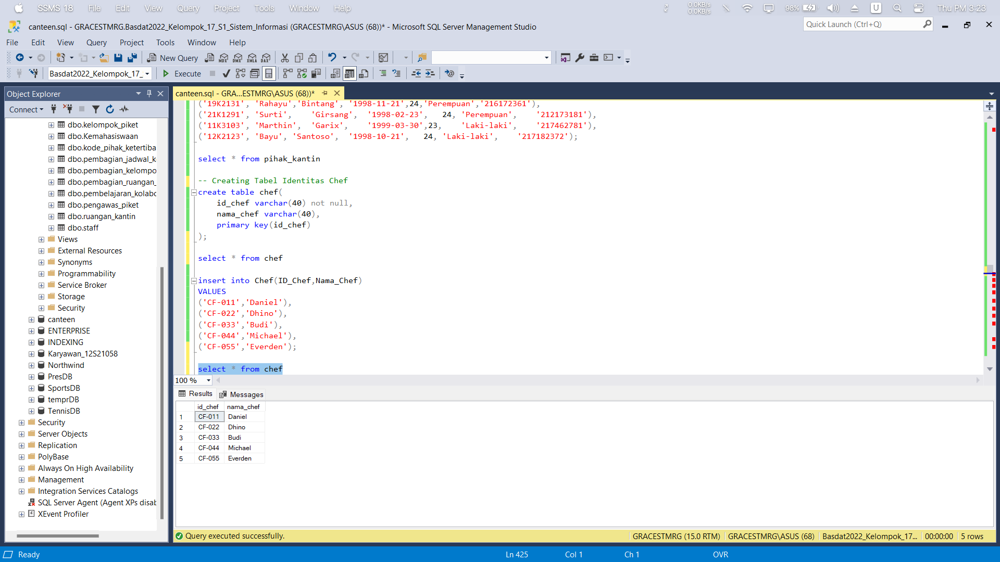 SSMS 18 File Edit View Query Project Tools Window Help 0.0KB/s 0.0KB/s 98% U Thu PM 3:23
canteen.sql - GRACESTMRG.Basdat2022_Kelompok_17_S1_Sistem_Informasi (GRACESTMRG\ASUS (68))* - Microsoft SQL Server Management Studio
Quick Launch (Ctrl+Q)
File Edit View Query Project Tools Window Help
New Query MDX DMX XMLA DAX
Basdat2022_Kelompok_17_ Execute
Object Explorer
Connect
dbo.kelompok_piket
dbo.Kemahasiswaan
dbo.kode_pihak_ketertiba
dbo.pembagian_jadwal_k
dbo.pembagian_kelompo
dbo.pembagian_ruangan_
dbo.pembelajaran_kolabo
dbo.pengawas_piket
dbo.ruangan_kantin
dbo.staff
Views
External Resources
Synonyms
Programmability
Service Broker
Storage
Security
canteen
ENTERPRISE
INDEXING
Karyawan_12S21058
Northwind
PresDB
SportsDB
temprDB
TennisDB
Security
Server Objects
Replication
PolyBase
Always On High Availability
Management
Integration Services Catalogs
SQL Server Agent (Agent XPs disab
XEvent Profiler
canteen.sql - GRA...ESTMRG\ASUS (68))*
('19K2131', 'Rahayu','Bintang', '1998-11-21',24,'Perempuan','216172361'),
('21K1291', 'Surti', 'Girsang', '1998-02-23', 24, 'Perempuan', '212173181'),
('11K3103', 'Marthin', 'Garix', '1999-03-30',23, 'Laki-laki', '217462781'),
('12K2123', 'Bayu', 'Santoso', '1998-10-21', 24, 'Laki-laki', '217182372');
select * from pihak_kantin
-- Creating Tabel Identitas Chef
create table chef(
id_chef varchar(40) not null,
nama_chef varchar(40),
primary key(id_chef)
);
select * from chef
insert into Chef(ID_Chef,Nama_Chef)
VALUES
('CF-011','Daniel'),
('CF-022','Dhino'),
('CF-033','Budi'),
('CF-044','Michael'),
('CF-055','Everden');
select * from chef
100 %
Results Messages
id_chef nama_chef
1 CF-011 Daniel
2 CF-022 Dhino
3 CF-033 Budi
4 CF-044 Michael
5 CF-055 Everden
Query executed successfully. GRACESTMRG (15.0 RTM) GRACESTMRG\ASUS (68) Basdat2022_Kelompok_17... 00:00:00 5 rows
Ready Ln 425 Col 1 Ch 1 OVR